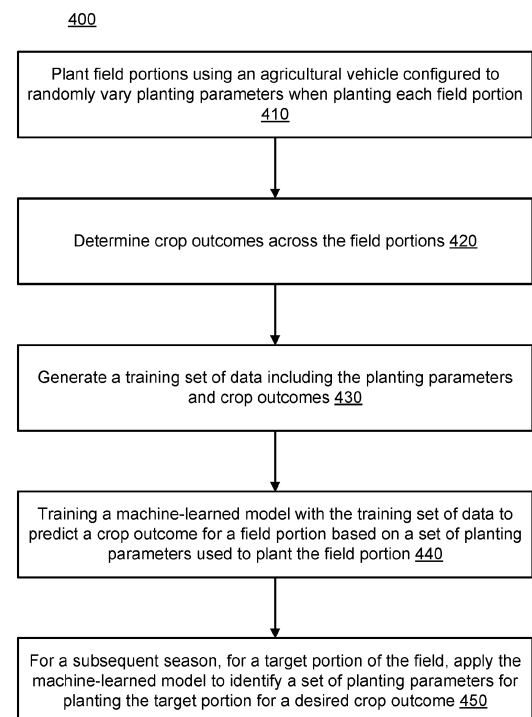 400
Plant field portions using an agricultural vehicle configured to
randomly vary planting parameters when planting each field portion
410
Determine crop outcomes across the field portions 420
Generate a training set of data including the planting parameters
and crop outcomes 430
Training a machine-learned model with the training set of data to
predict a crop outcome for a field portion based on a set of planting
parameters used to plant the field portion 440
For a subsequent season, for a target portion of the field, apply the
machine-learned model to identify a set of planting parameters for
planting the target portion for a desired crop outcome 450